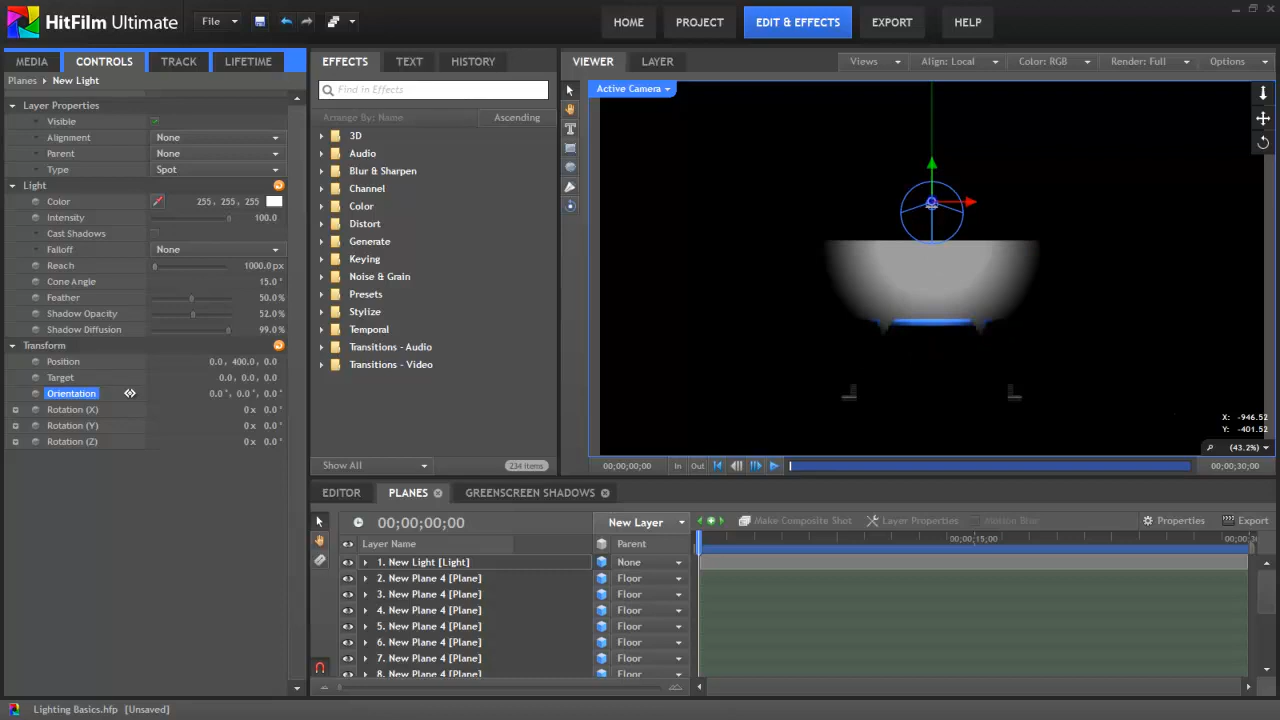 HitFilm Ultimate
File
HOME
PROJECT
EDIT & EFFECTS
EXPORT
HELP
MEDIA
CONTROLS
TRACK
LIFETIME
Planes
New Light
Layer Properties
Visible
Alignment None
Parent None
Type Spot
Light
Color 255, 255, 255
Intensity 100.0
Cast Shadows
Falloff None
Reach 1000.0px
Cone Angle 15.0°
Feather 50.0%
Shadow Opacity 52.0%
Shadow Diffusion 99.0%
Transform
Position 0.0, 400.0, 0.0
Target 0.0, 0.0, 0.0
Orientation 0.0°, 0.0°, 0.0°
Rotation (X) 0x 0.0°
Rotation (Y) 0x 0.0°
Rotation (Z) 0x 0.0°
EFFECTS
TEXT
HISTORY
Find in Effects
Arrange By: Name
Ascending
3D
Audio
Blur & Sharpen
Channel
Color
Distort
Generate
Keying
Noise & Grain
Presets
Stylize
Temporal
Transitions - Audio
Transitions - Video
Show All
234 Items
VIEWER
LAYER
Views
Align: Local
Color: RGB
Render: Full
Options
Active Camera
X: -946.52
Y: -401.52
(43.2%)
00;00;00;00
In
Out
00;00;30;00
EDITOR
PLANES
GREENSCREEN SHADOWS
00;00;00;00
New Layer
Make Composite Shot
Layer Properties
Motion Blur
Properties
Export
Layer Name
Parent
00;00;15;00
1. New Light [Light] None
2. New Plane 4 [Plane] Floor
3. New Plane 4 [Plane] Floor
4. New Plane 4 [Plane] Floor
5. New Plane 4 [Plane] Floor
6. New Plane 4 [Plane] Floor
7. New Plane 4 [Plane] Floor
8. New Plane 4 [Plane] Floor
Lighting Basics.hfp [Unsaved]